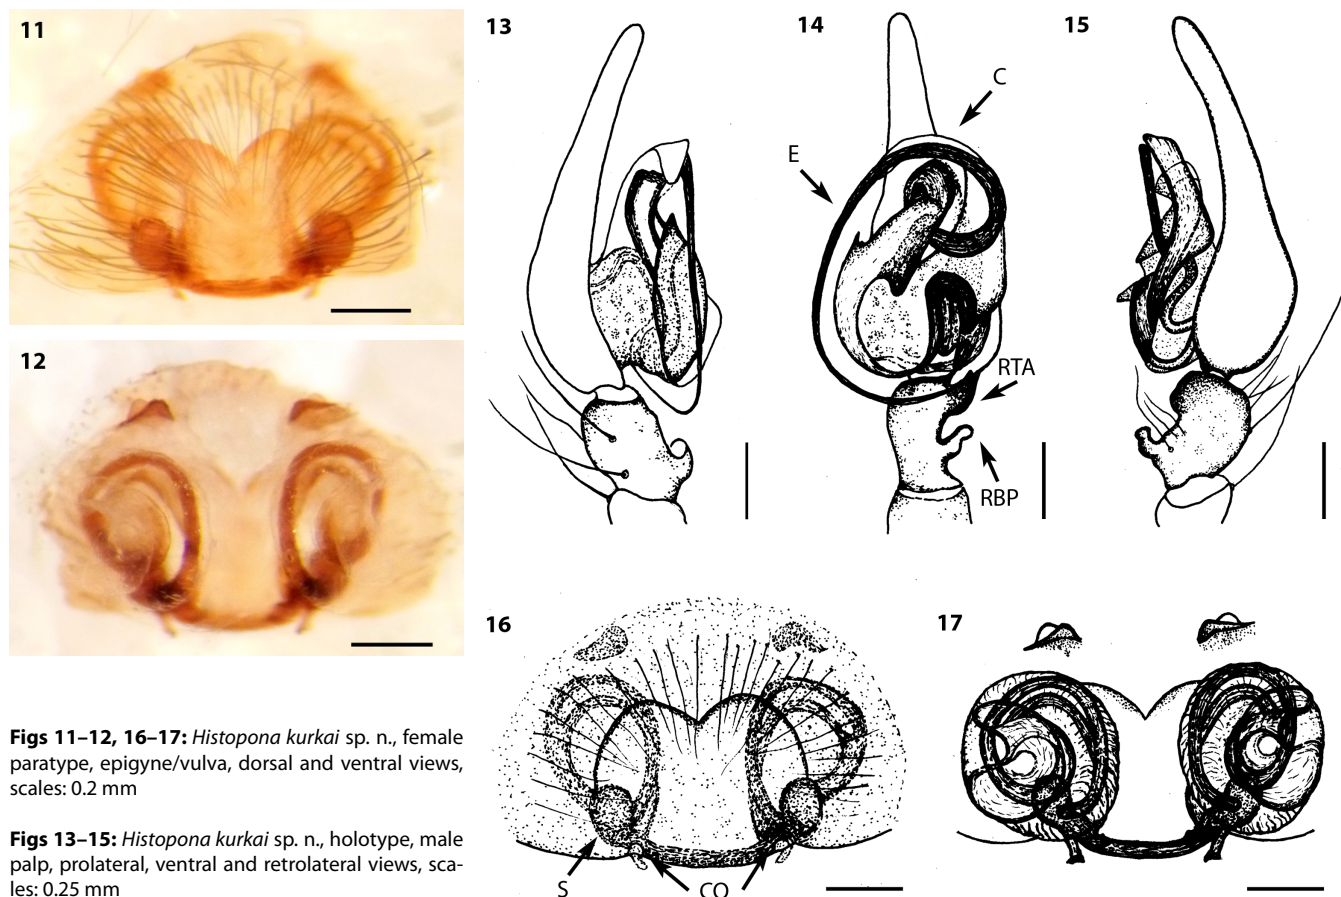 11
13
14
15
C
E
12
RTA
RBP
16
17
Figs 11–12, 16–17: Histopona kurkai sp. n., female
paratype, epigyne/vulva, dorsal and ventral views,
scales: 0.2 mm
Figs 13–15: Histopona kurkai sp. n., holotype, male
palp, prolateral, ventral and retrolateral views, sca-
les: 0.25 mm
S
CO